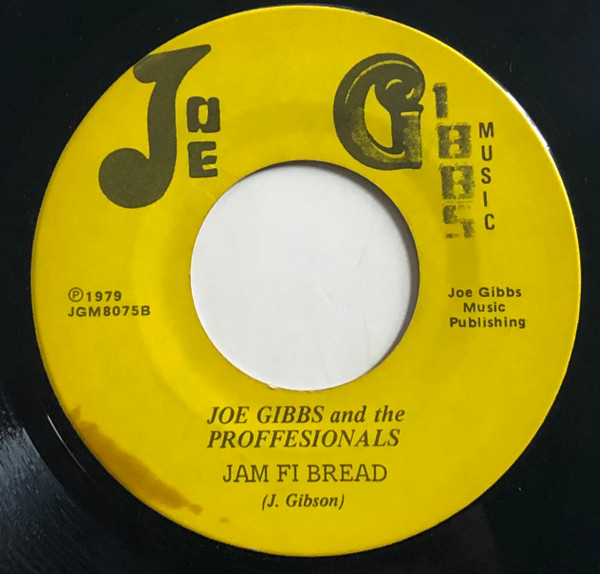 JOE
GIBBS
MUSIC
℗1979
JGM8075B
Joe Gibbs
Music
Publishing
JOE GIBBS and the
PROFFESIONALS
JAM FI BREAD
(J. Gibson)